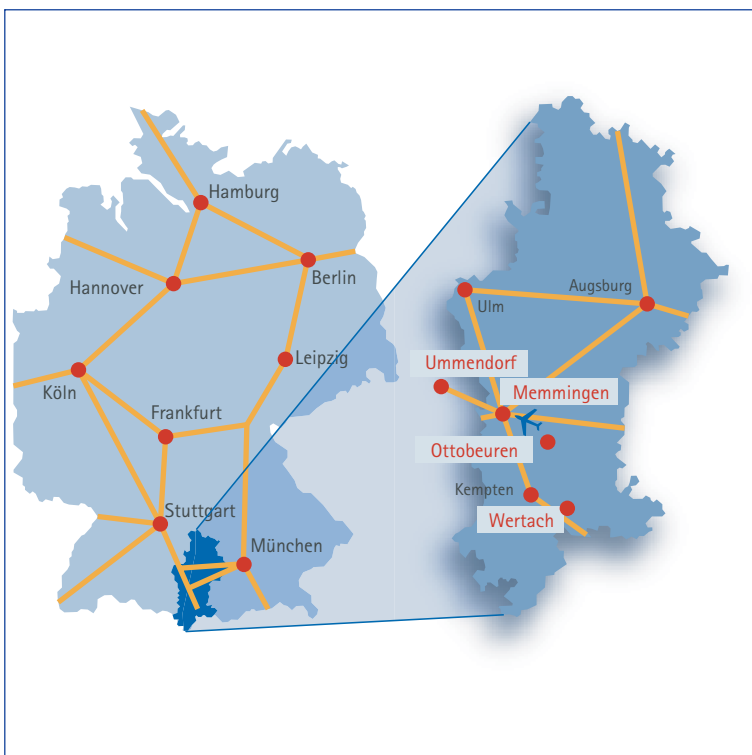 Hamburg
Berlin
Hannover
Leipzig
Köln
Frankfurt
Stuttgart
München
Augsburg
Ulm
Ummendorf
Memmingen
Ottobeuren
Kempten
Wertach